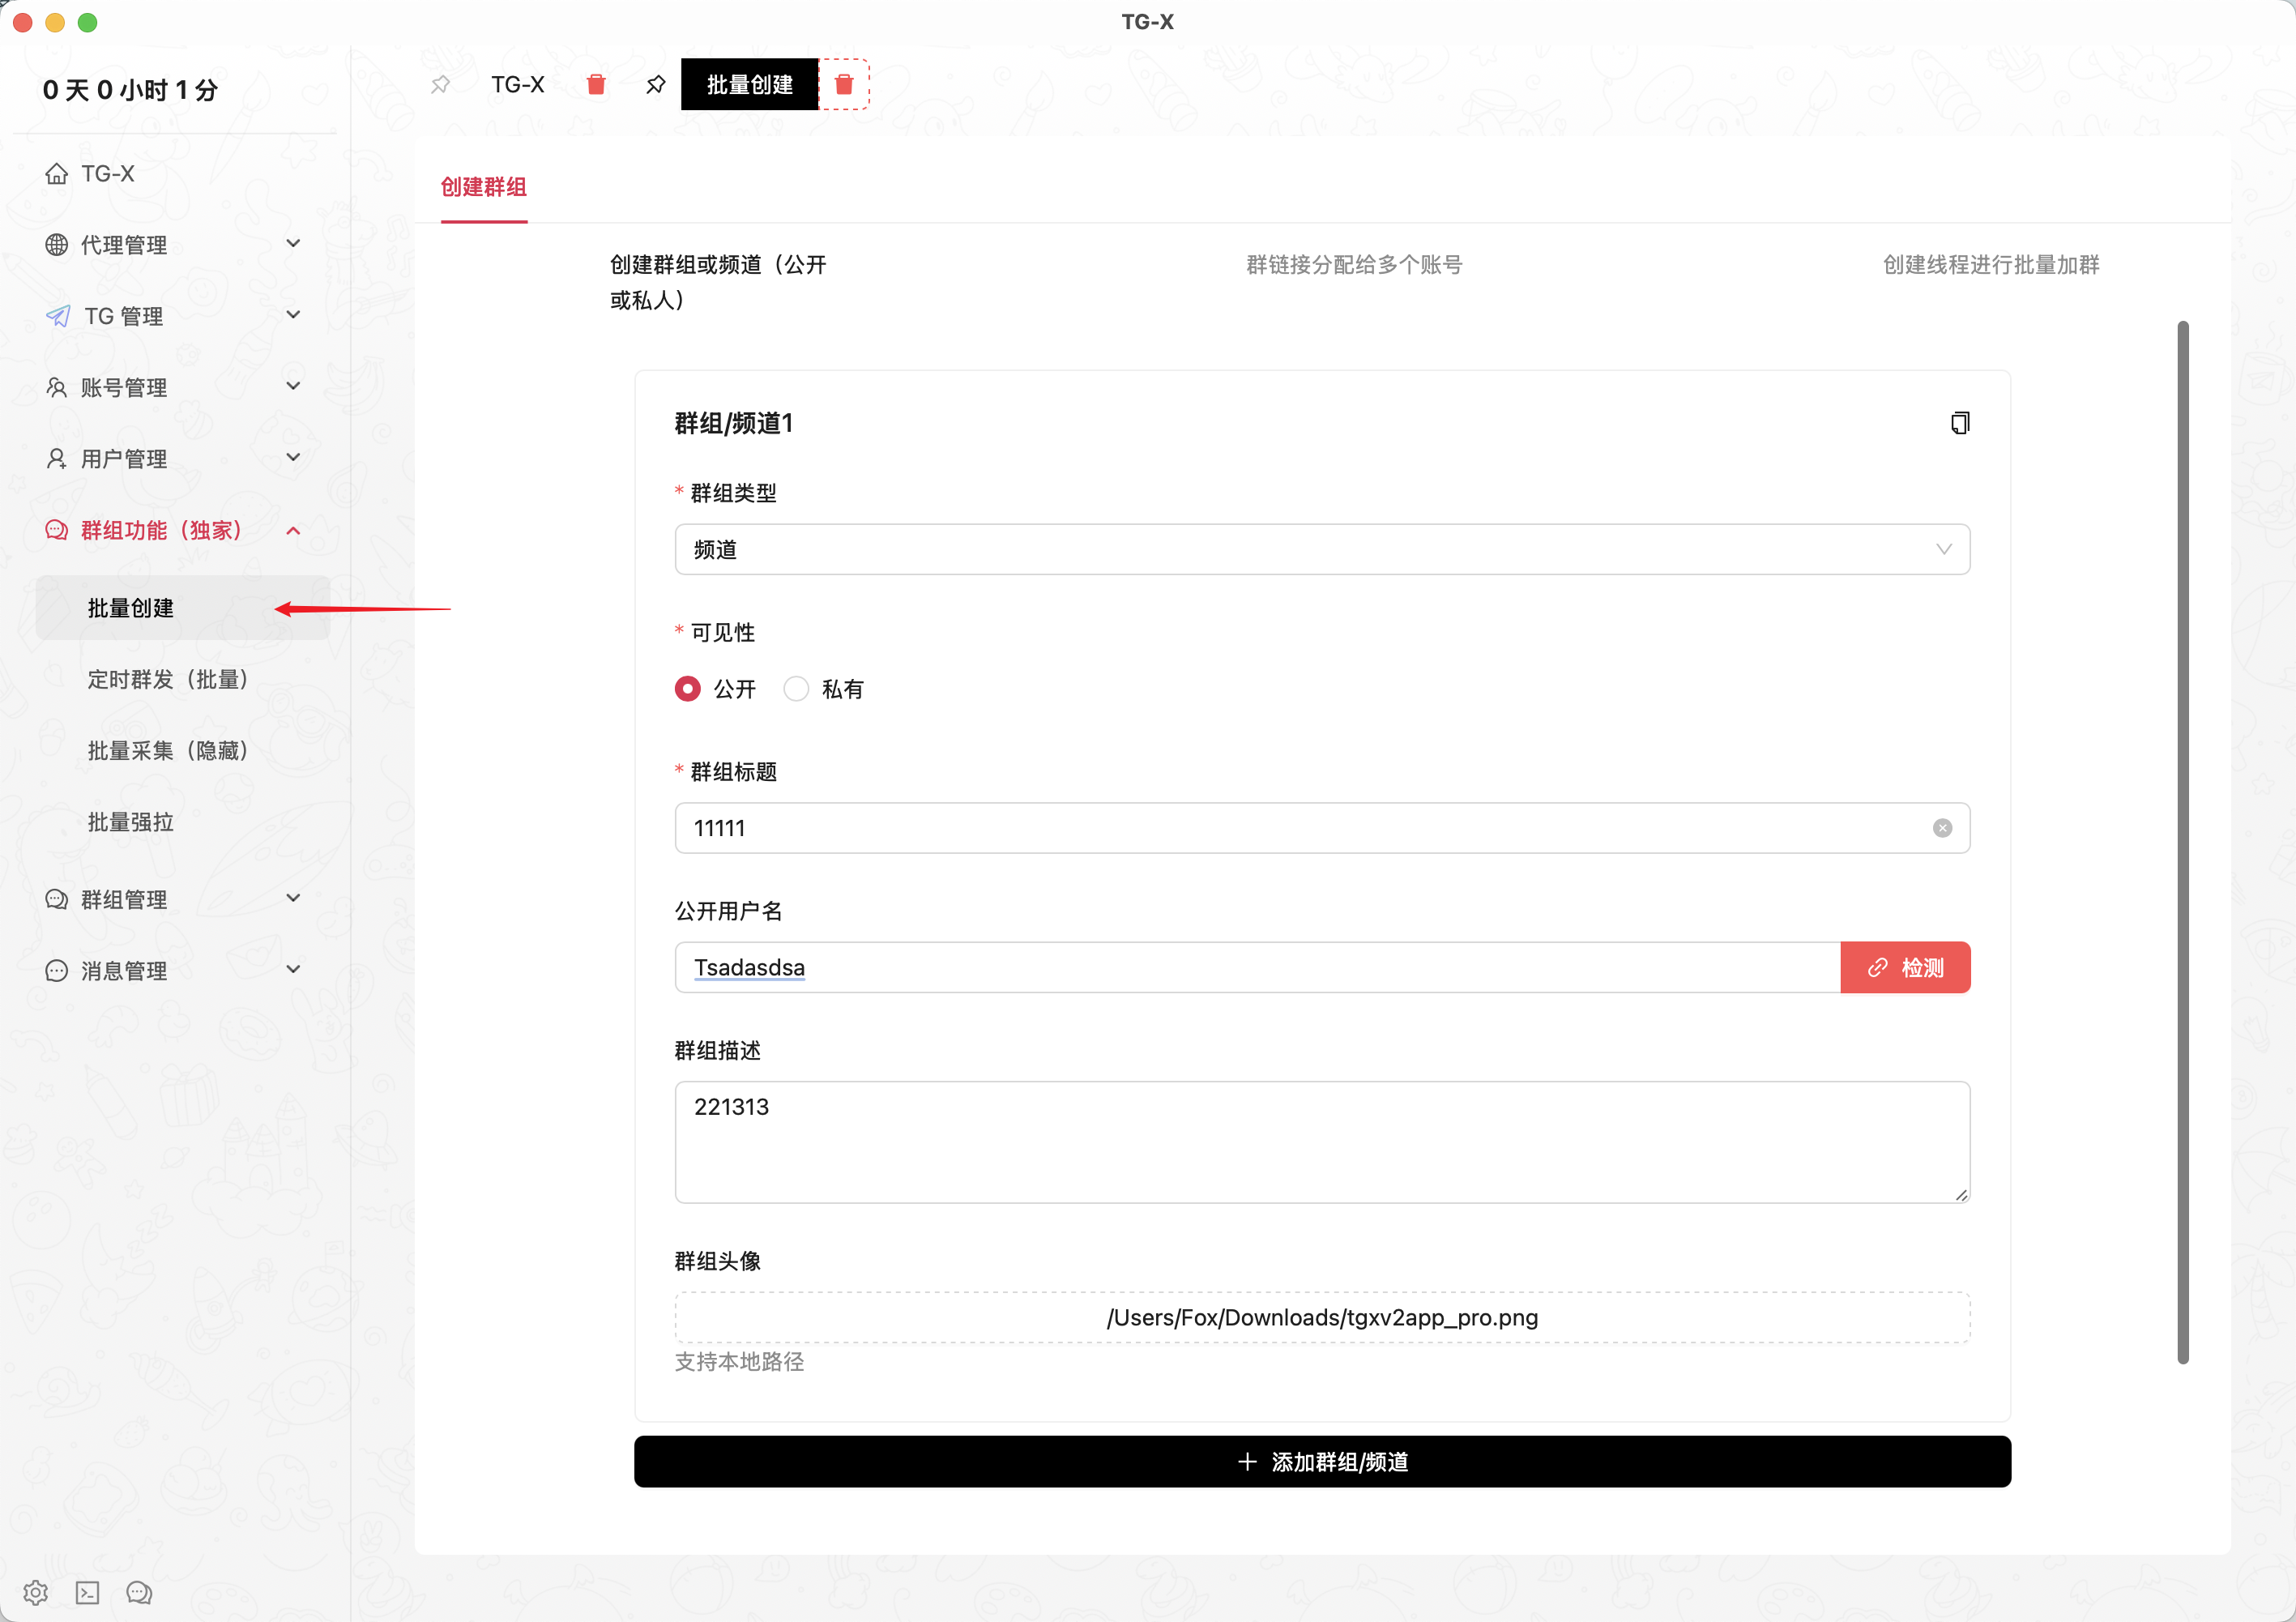 TG-X
0 天 0 小时 1 分
TG-X
批量创建
TG-X
代理管理
TG 管理
账号管理
用户管理
群组功能（独家）
批量创建
定时群发（批量）
批量采集（隐藏）
批量强拉
群组管理
消息管理
创建群组
创建群组或频道（公开
或私人）
群链接分配给多个账号
创建线程进行批量加群
群组/频道1
* 群组类型
频道
* 可见性
公开
私有
* 群组标题
11111
公开用户名
Tsadasdsa
检测
群组描述
221313
群组头像
/Users/Fox/Downloads/tgxv2app_pro.png
支持本地路径
添加群组/频道